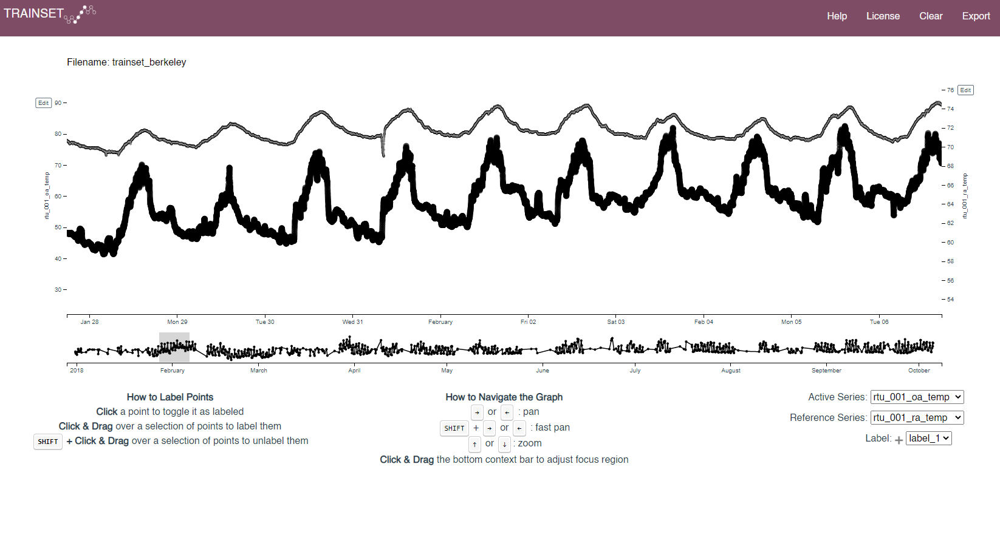 TRAINSET
Help License Clear Export
Filename: trainset_berkeley
Edit 90
80
70
60
50
40
30
rtu_001_oa_temp
76 Edit
74
72
70
68
66
64
62
60
58
56
54
rtu_001_ra_temp
Jan 28 Mon 29 Tue 30 Wed 31 February Fri 02 Sat 03 Feb 04 Mon 05 Tue 06
2018 February March April May June July August September October
How to Label Points
Click a point to toggle it as labeled
Click & Drag over a selection of points to label them
SHIFT + Click & Drag over a selection of points to unlabel them
How to Navigate the Graph
→ or ← : pan
SHIFT + → or ← : fast pan
↑ or ↓ : zoom
Click & Drag the bottom context bar to adjust focus region
Active Series: rtu_001_oa_temp
Reference Series: rtu_001_ra_temp
Label: + label_1